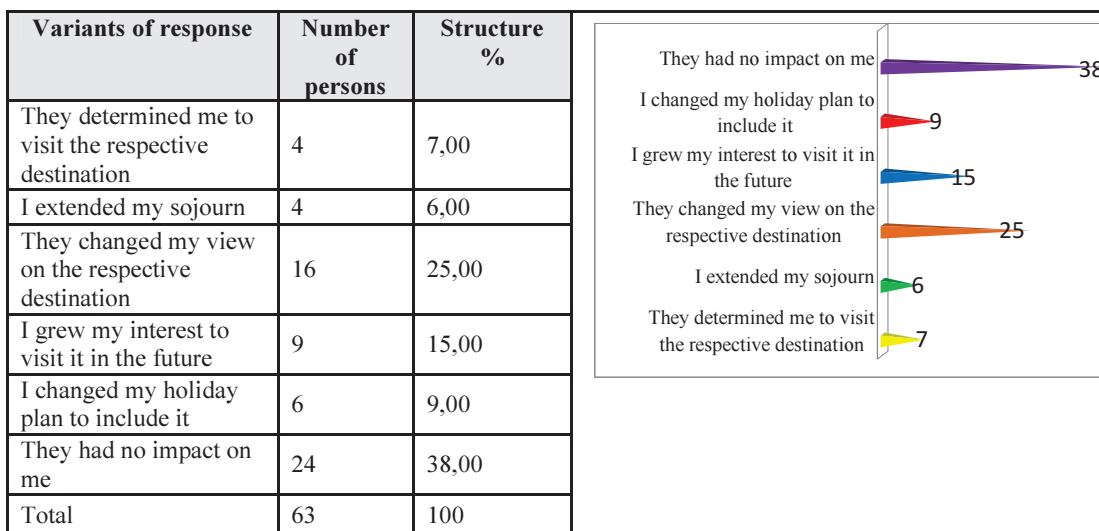 Variants of response
Number
of
persons
Structure
%
They determined me to
visit the respective
destination
4
7,00
I extended my sojourn
4
6,00
They changed my view
on the respective
destination
16
25,00
I grew my interest to
visit it in the future
9
15,00
I changed my holiday
plan to include it
6
9,00
They had no impact on
me
24
38,00
Total
63
100
They had no impact on me
38
I changed my holiday plan to
include it
9
I grew my interest to visit it in
the future
15
They changed my view on the
respective destination
25
I extended my sojourn
6
They determined me to visit
the respective destination
7